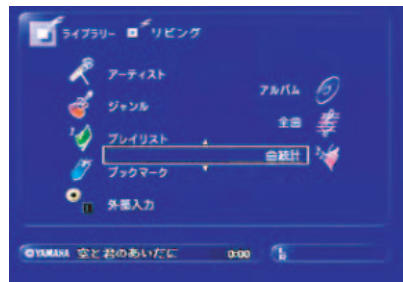 ライブラリー リビング
アーティスト
ジャンル
プレイリスト
ブックマーク
外部入力
アルバム
全曲
曲統計
©YAMAHA 空と君のあいだに 0:00 L
R